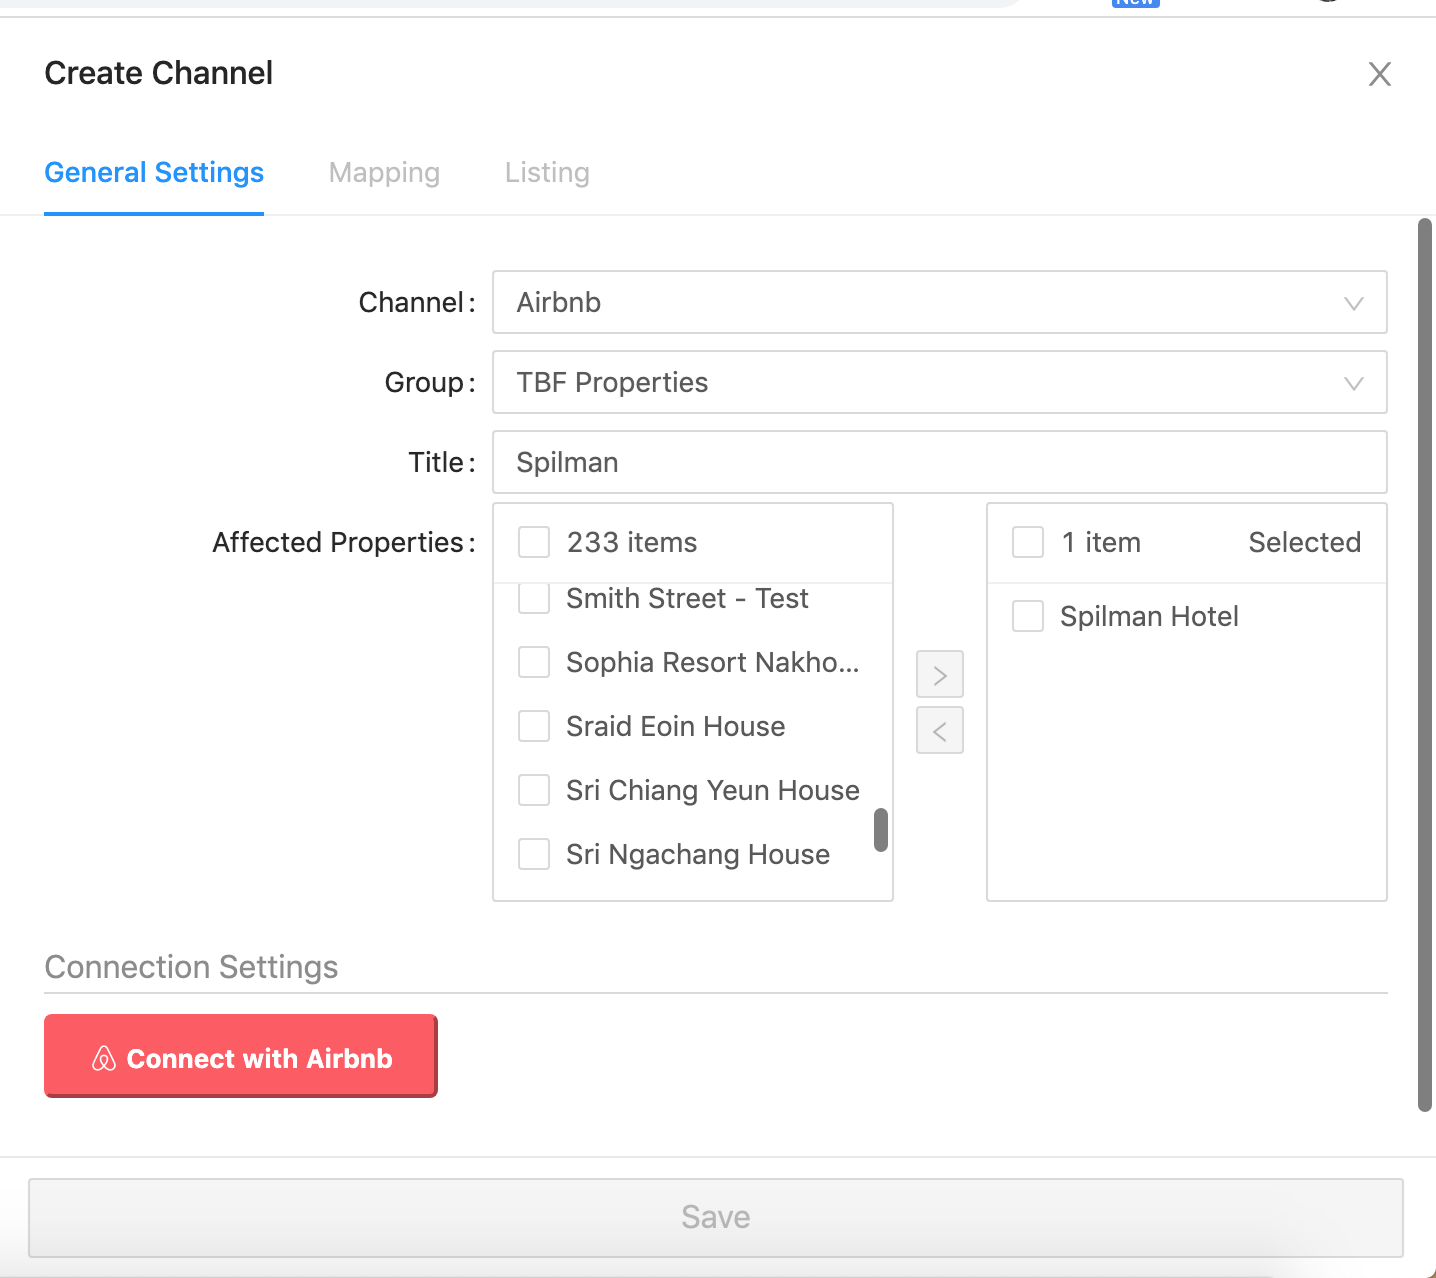 New
Create Channel
General Settings
Mapping
Listing
Channel:
Airbnb
Group:
TBF Properties
Title:
Spilman
Affected Properties:
233 items
Smith Street - Test
Sophia Resort Nakho...
Sraid Eoin House
Sri Chiang Yeun House
Sri Ngachang House
1 item
Selected
Spilman Hotel
Connection Settings
Connect with Airbnb
Save